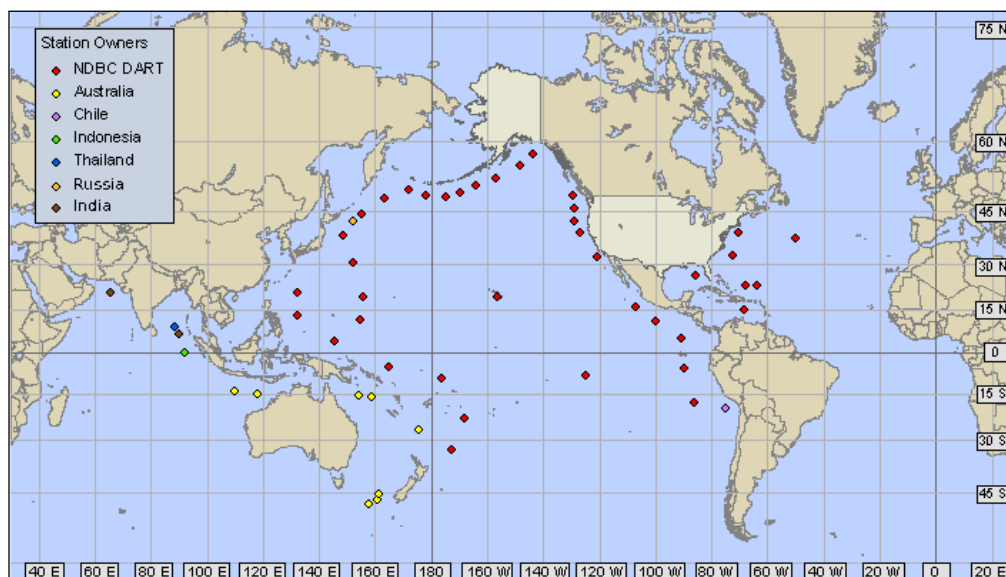 Station Owners
NDBC DART
Australia
Chile
Indonesia
Thailand
Russia
India
75 N
60 N
45 N
30 N
15 N
0
15 S
30 S
45 S
40 E
60 E
80 E
100 E
120 E
140 E
160 E
180
160 W
140 W
120 W
100 W
80 W
60 W
40 W
20 W
0
20